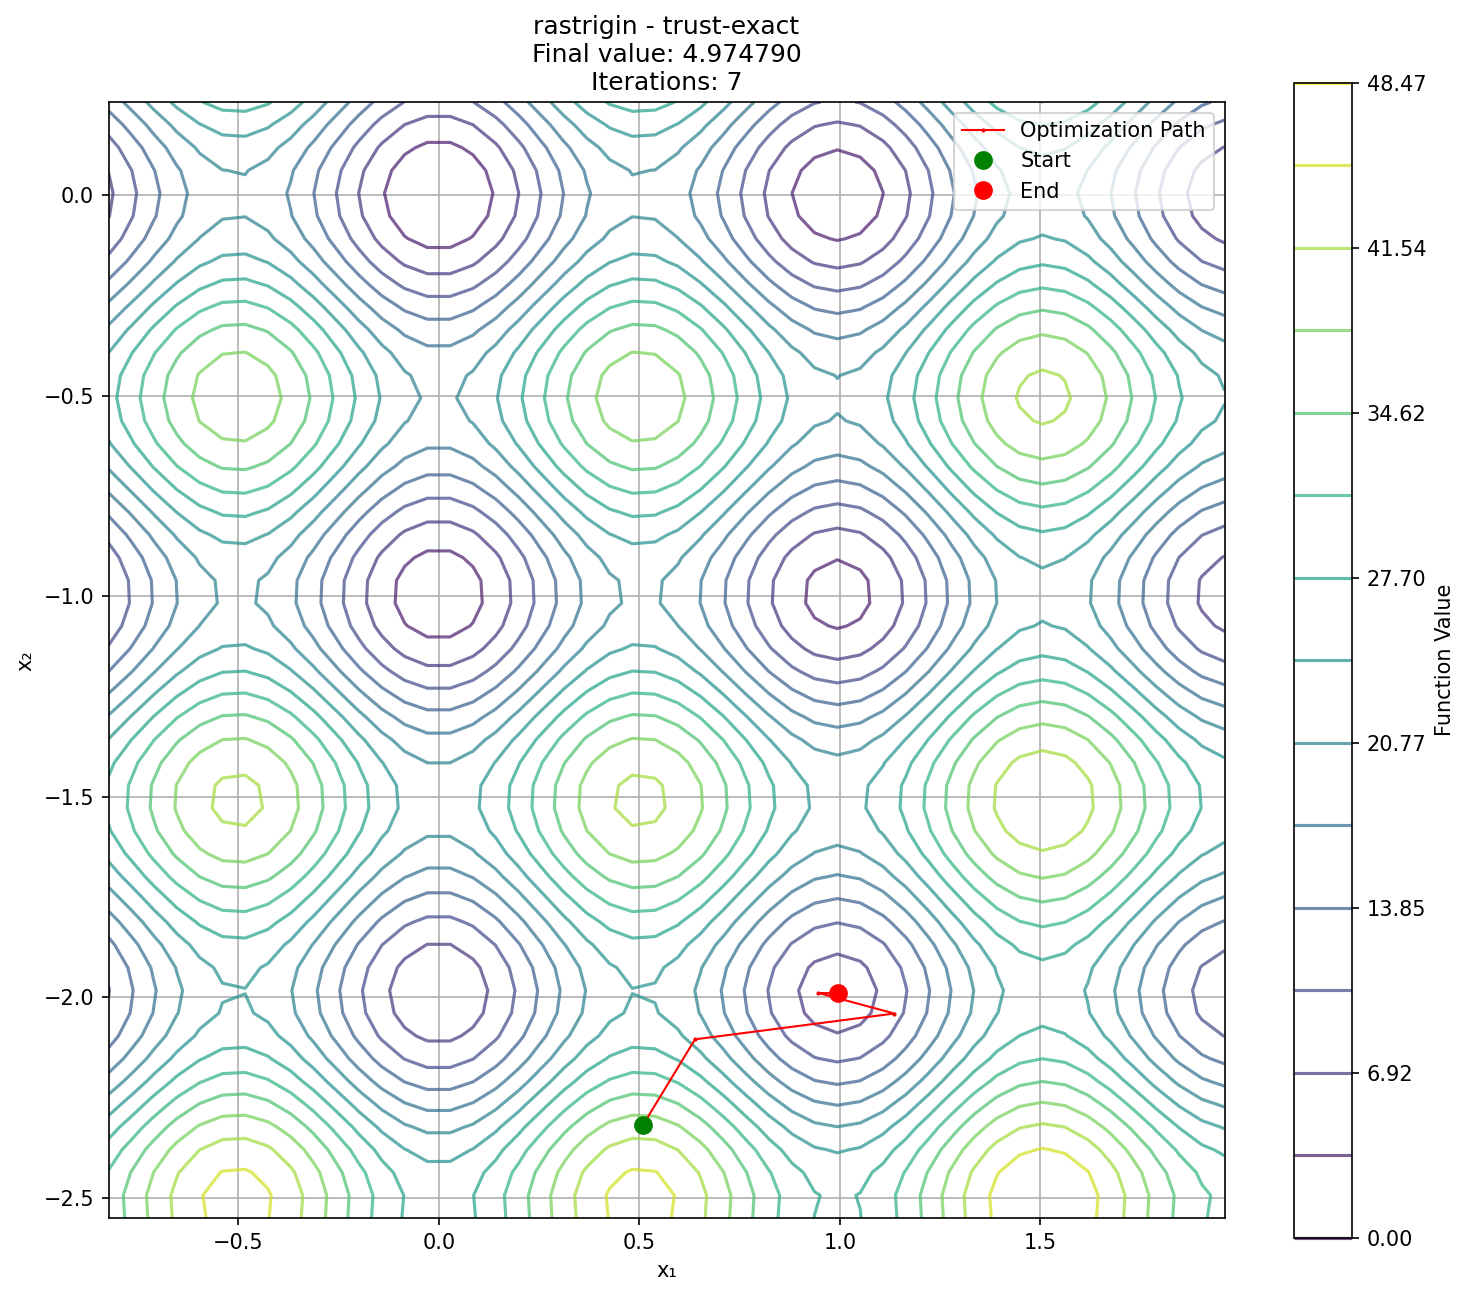 rastrigin - trust-exact
Final value: 4.974790
Iterations: 7
Optimization Path
Start
End
0.0
−0.5
−1.0
−1.5
−2.0
−2.5
x₂
−0.5
0.0
0.5
1.0
1.5
x₁
48.47
41.54
34.62
27.70
20.77
13.85
6.92
0.00
Function Value